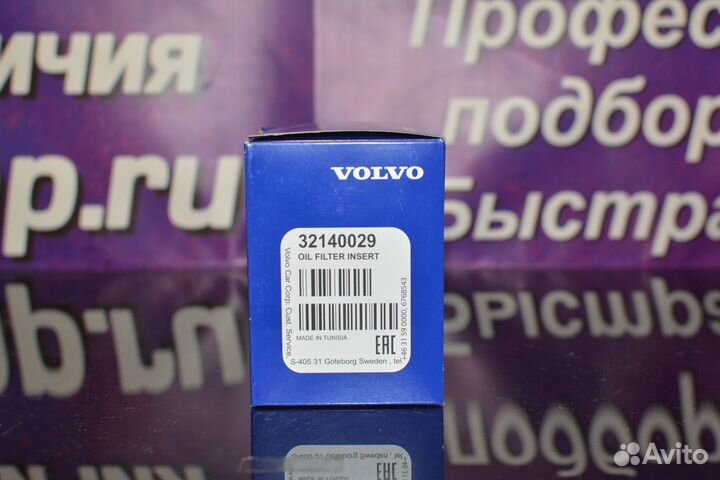 ичия
p.ru
Профес
подбор
Быстра
VOLVO
32140029
OIL FILTER INSERT
MADE IN TUNISIA
EAC
Volvo Car Corp. Cust. Service,
S-405 31 Göteborg Sweden , tel
+46 31 59 0000, 6768543
Avito